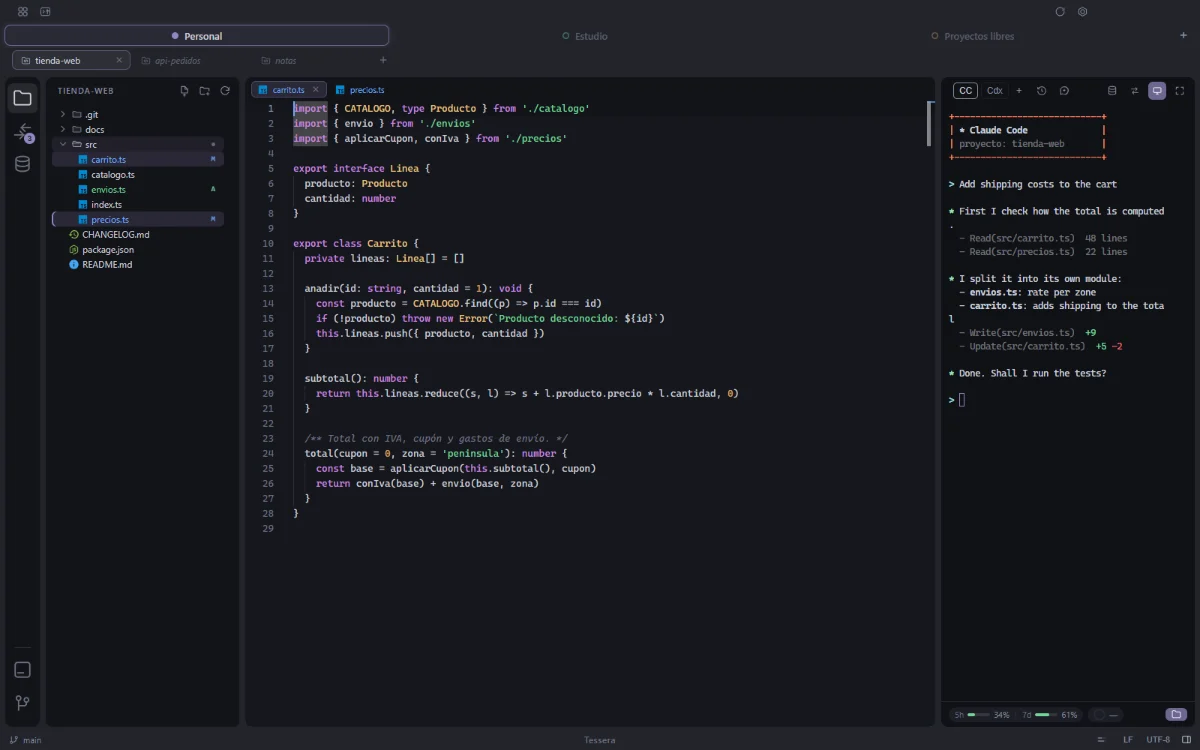 Personal
Estudio
Proyectos libres
+
tienda-web ×
api-pedidos
notas
+
TIENDA-WEB
.git
docs
src
carrito.ts M
catalogo.ts
envios.ts A
index.ts
precios.ts M
CHANGELOG.md
package.json
README.md
3
carrito.ts ×
precios.ts
1 import { CATALOGO, type Producto } from './catalogo'
2 import { envio } from './envios'
3 import { aplicarCupon, conIva } from './precios'
4
5 export interface Linea {
6 producto: Producto
7 cantidad: number
8 }
9
10 export class Carrito {
11 private lineas: Linea[] = []
12
13 anadir(id: string, cantidad = 1): void {
14 const producto = CATALOGO.find((p) => p.id === id)
15 if (!producto) throw new Error(`Producto desconocido: ${id}`)
16 this.lineas.push({ producto, cantidad })
17 }
18
19 subtotal(): number {
20 return this.lineas.reduce((s, l) => s + l.producto.precio * l.cantidad, 0)
21 }
22
23 /** Total con IVA, cupón y gastos de envío. */
24 total(cupon = 0, zona = 'peninsula'): number {
25 const base = aplicarCupon(this.subtotal(), cupon)
26 return conIva(base) + envio(base, zona)
27 }
28 }
29
CC Cdx +
* Claude Code
proyecto: tienda-web
> Add shipping costs to the cart
* First I check how the total is computed
.
- Read(src/carrito.ts) 48 lines
- Read(src/precios.ts) 22 lines
* I split it into its own module:
- envios.ts: rate per zone
- carrito.ts: adds shipping to the tota
l
- Write(src/envios.ts) +9
- Update(src/carrito.ts) +5 -2
* Done. Shall I run the tests?
>
5h 34% 7d 61% —
main
Tessera
LF UTF-8